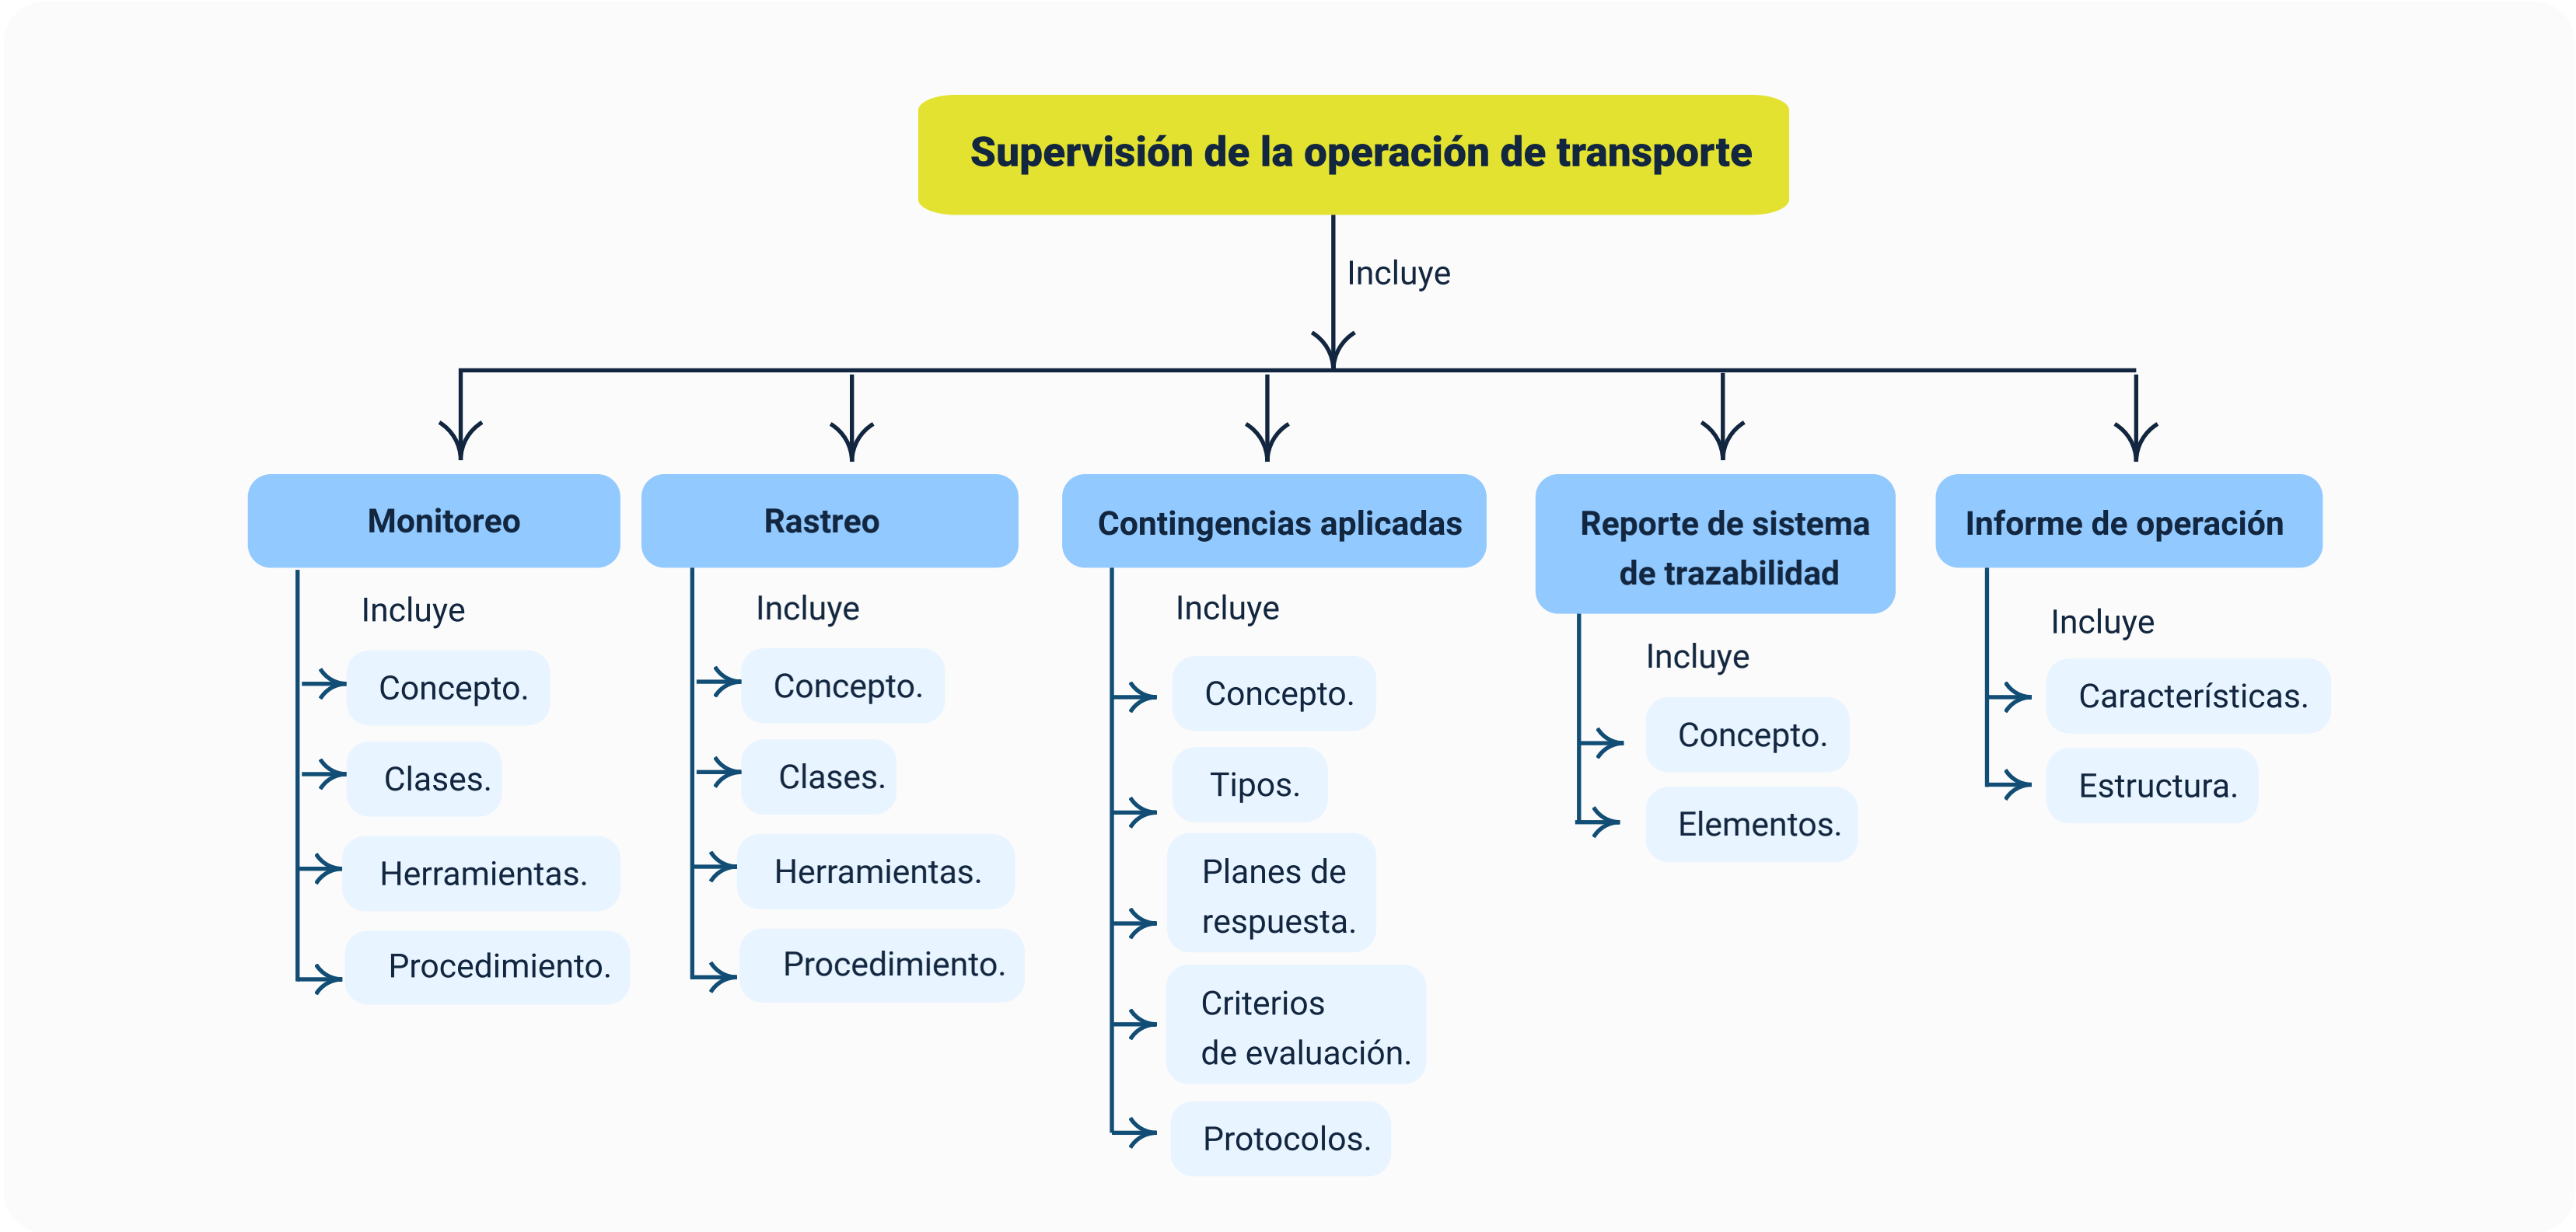 Supervisión de la operación de transporte
Incluye
Monitoreo
Incluye
Concepto.
Clases.
Herramientas.
Procedimiento.
Rastreo
Incluye
Concepto.
Clases.
Herramientas.
Procedimiento.
Contingencias aplicadas
Incluye
Concepto.
Tipos.
Planes de
respuesta.
Criterios
de evaluación.
Protocolos.
Reporte de sistema
de trazabilidad
Incluye
Concepto.
Elementos.
Informe de operación
Incluye
Características.
Estructura.